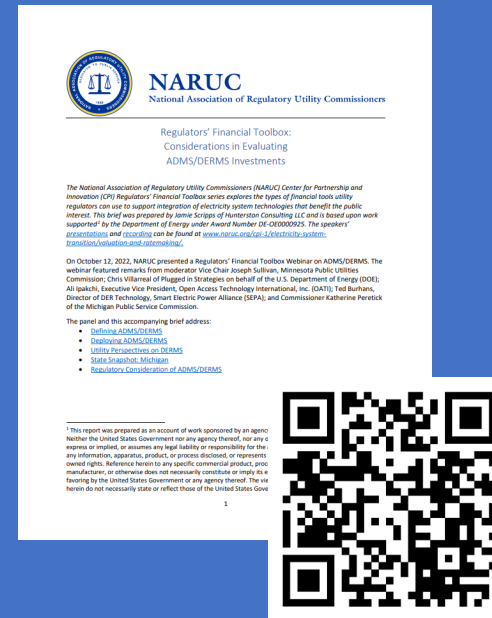 NARUC
National Association of Regulatory Utility Commissioners
Regulators' Financial Toolbox:
Considerations in Evaluating
ADMS/DERMS Investments
The National Association of Regulatory Utility Commissioners (NARUC) Center for Partnership and
Innovation (CPI) Regulators' Financial Toolbox series explores the types of financial tools utility
regulators can use to support integration of electricity system technologies that benefit the public
interest. This brief was prepared by Jamie Scripps of Hunterston Consulting LLC and is based upon work
supported¹ by the Department of Energy under Award Number DE-OE0000925. The speakers'
presentations and recording can be found at www.naruc.org/cpi-1/electricity-system-
transition/valuation-and-ratemaking/.
On October 12, 2022, NARUC presented a Regulators' Financial Toolbox Webinar on ADMS/DERMS. The
webinar featured remarks from moderator Vice Chair Joseph Sullivan, Minnesota Public Utilities
Commission; Chris Villarreal of Plugged in Strategies on behalf of the U.S. Department of Energy (DOE);
Ali Ipakchi, Executive Vice President, Open Access Technology International, Inc. (OATI); Ted Burhans,
Director of DER Technology, Smart Electric Power Alliance (SEPA); and Commissioner Katherine Peretick
of the Michigan Public Service Commission.
The panel and this accompanying brief address:
• Defining ADMS/DERMS
• Deploying ADMS/DERMS
• Utility Perspectives on DERMS
• State Snapshot: Michigan
• Regulatory Consideration of ADMS/DERMS
¹ This report was prepared as an account of work sponsored by an agenc
Neither the United States Government nor any agency thereof, nor any o
express or implied, or assumes any legal liability or responsibility for the
any information, apparatus, product, or process disclosed, or represents
owned rights. Reference herein to any specific commercial product, proc
manufacturer, or otherwise does not necessarily constitute or imply its e
favoring by the United States Government or any agency thereof. The vie
herein do not necessarily state or reflect those of the United States Gove
1